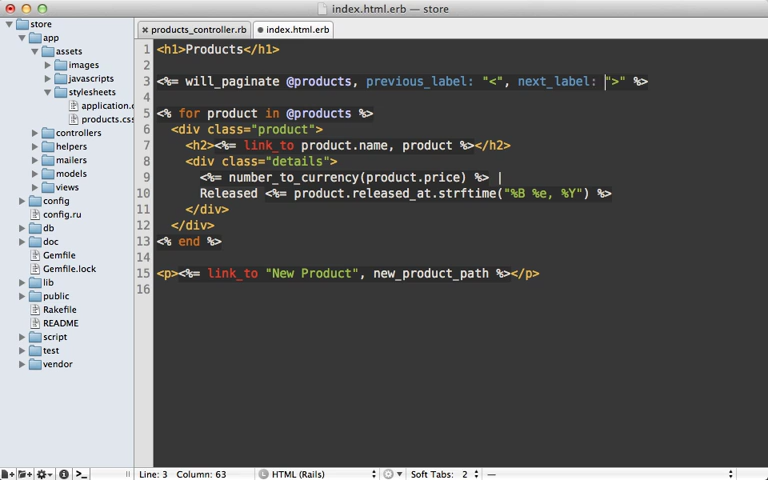 index.html.erb — store
store
app
assets
images
javascripts
stylesheets
application.c
products.css
controllers
helpers
mailers
models
views
config
config.ru
db
doc
Gemfile
Gemfile.lock
lib
public
Rakefile
README
script
test
vendor
products_controller.rb
index.html.erb
1 <h1>Products</h1>
2
3 <%= will_paginate @products, previous_label: "<", next_label: ">" %>
4
5 <% for product in @products %>
6 <div class="product">
7 <h2><%= link_to product.name, product %></h2>
8 <div class="details">
9 <%= number_to_currency(product.price) %> |
10 Released <%= product.released_at.strftime("%B %e, %Y") %>
11 </div>
12 </div>
13 <% end %>
14
15 <p><%= link_to "New Product", new_product_path %></p>
16
Line: 3 Column: 63
HTML (Rails)
Soft Tabs: 2
—